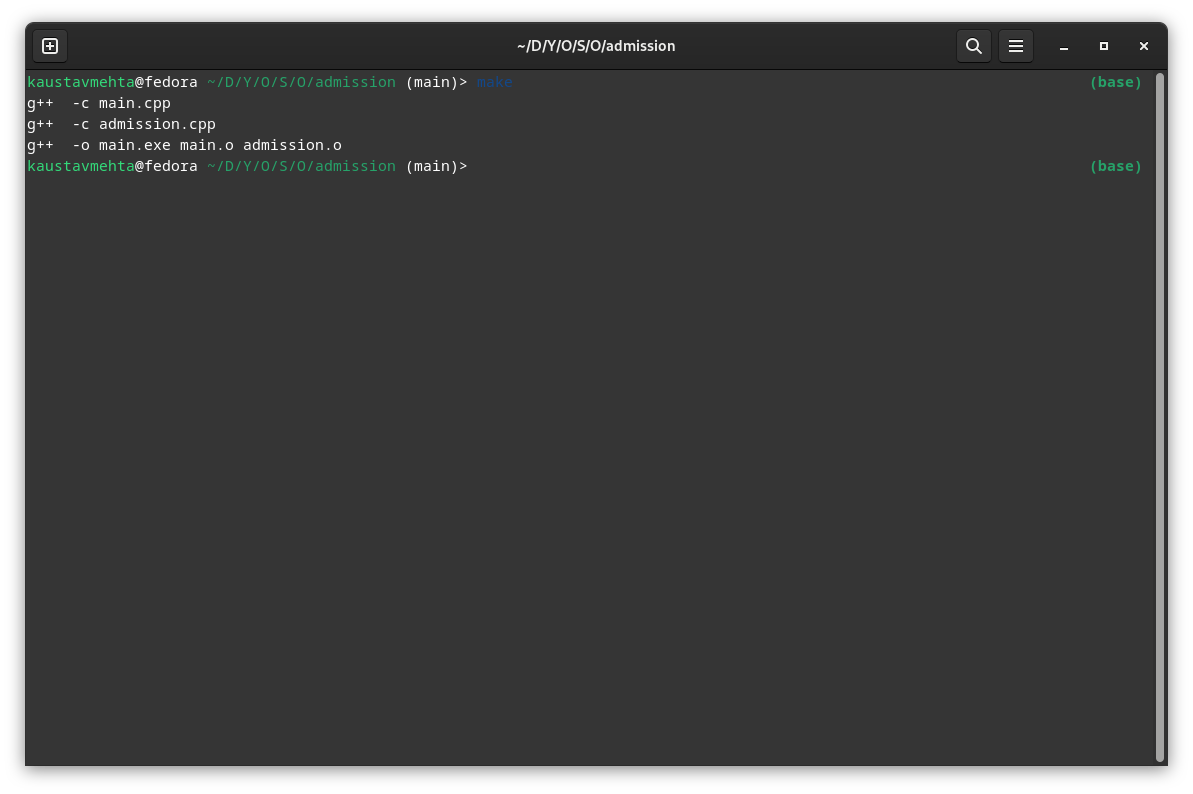 ~/D/Y/O/S/O/admission
kaustavmehta@fedora ~/D/Y/O/S/O/admission (main)> make (base)
g++  -c main.cpp
g++  -c admission.cpp
g++  -o main.exe main.o admission.o
kaustavmehta@fedora ~/D/Y/O/S/O/admission (main)> (base)